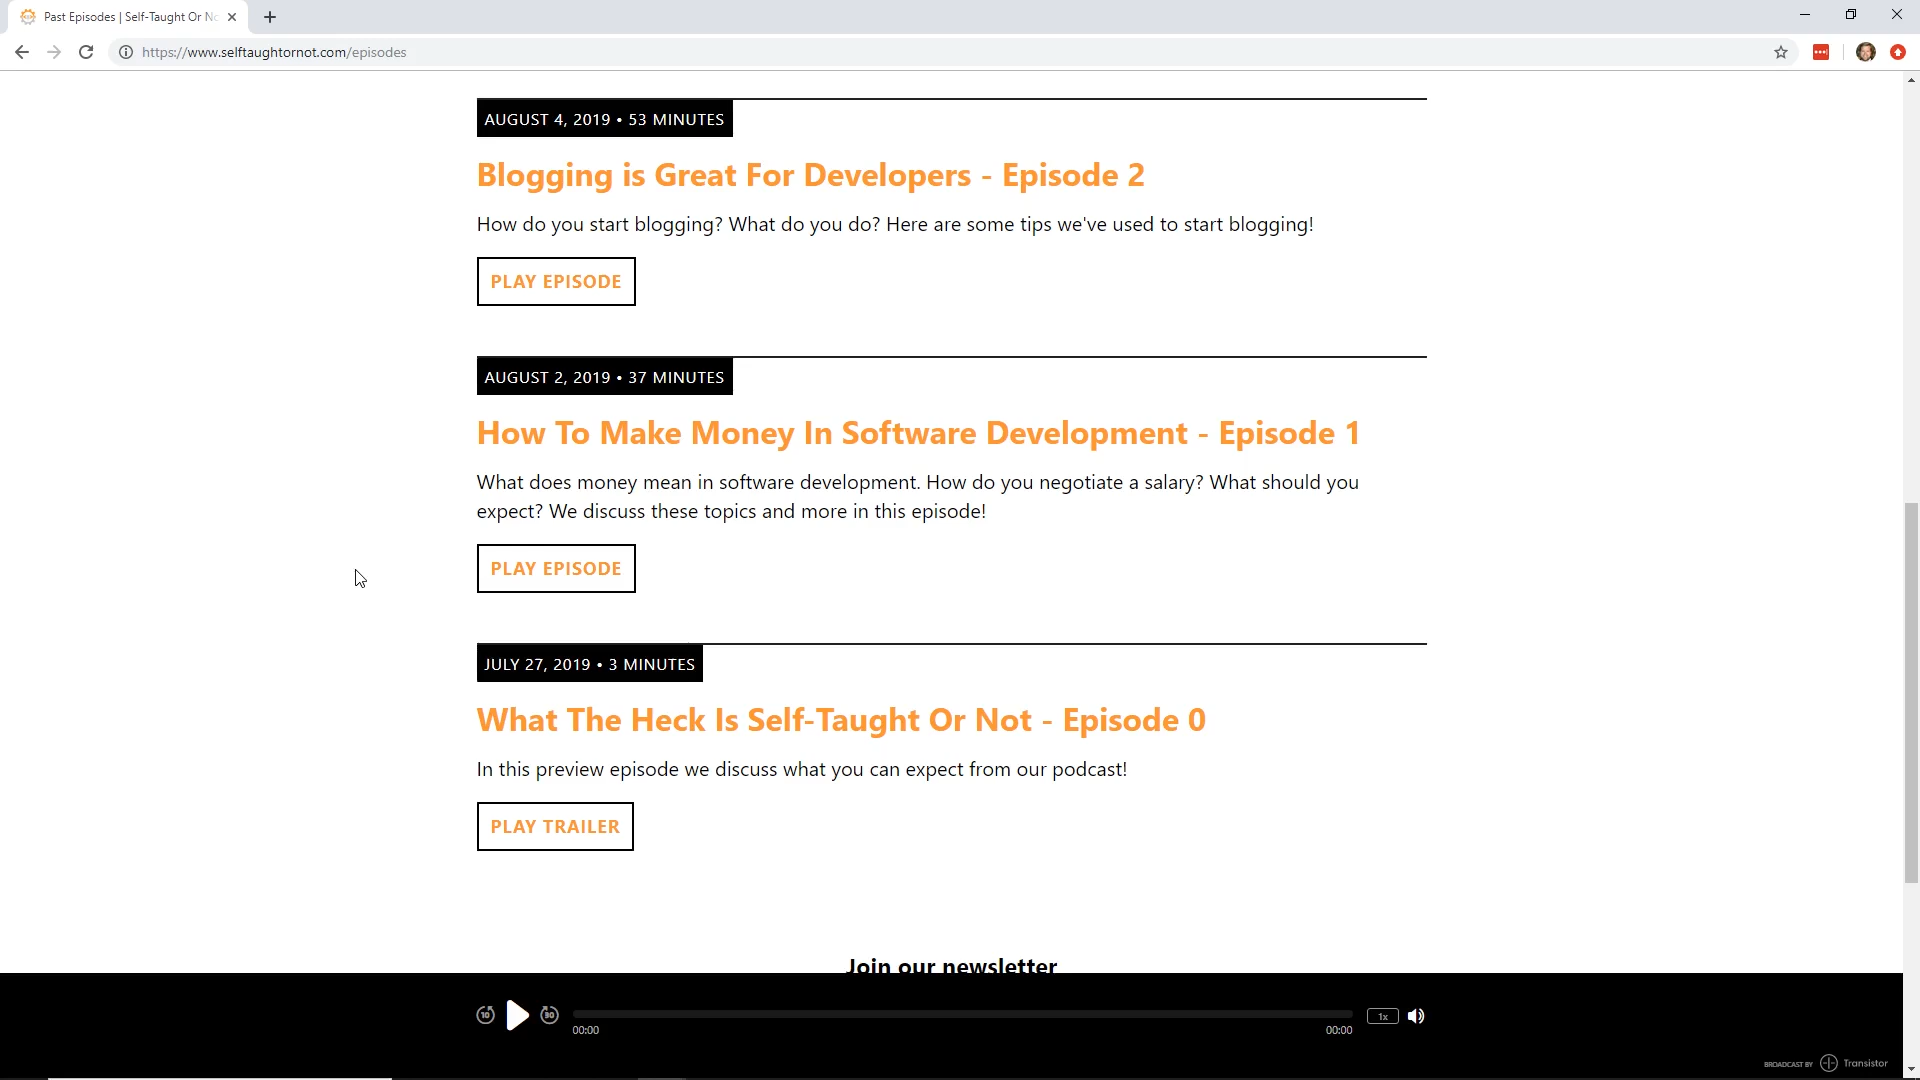 Past Episodes | Self-Taught Or No
https://www.selftaughtornot.com/episodes
AUGUST 4, 2019 • 53 MINUTES
Blogging is Great For Developers - Episode 2
How do you start blogging? What do you do? Here are some tips we've used to start blogging!
PLAY EPISODE
AUGUST 2, 2019 • 37 MINUTES
How To Make Money In Software Development - Episode 1
What does money mean in software development. How do you negotiate a salary? What should you
expect? We discuss these topics and more in this episode!
PLAY EPISODE
JULY 27, 2019 • 3 MINUTES
What The Heck Is Self-Taught Or Not - Episode 0
In this preview episode we discuss what you can expect from our podcast!
PLAY TRAILER
Join our newsletter
10
30
00:00
00:00
1x
BROADCAST BY Transistor